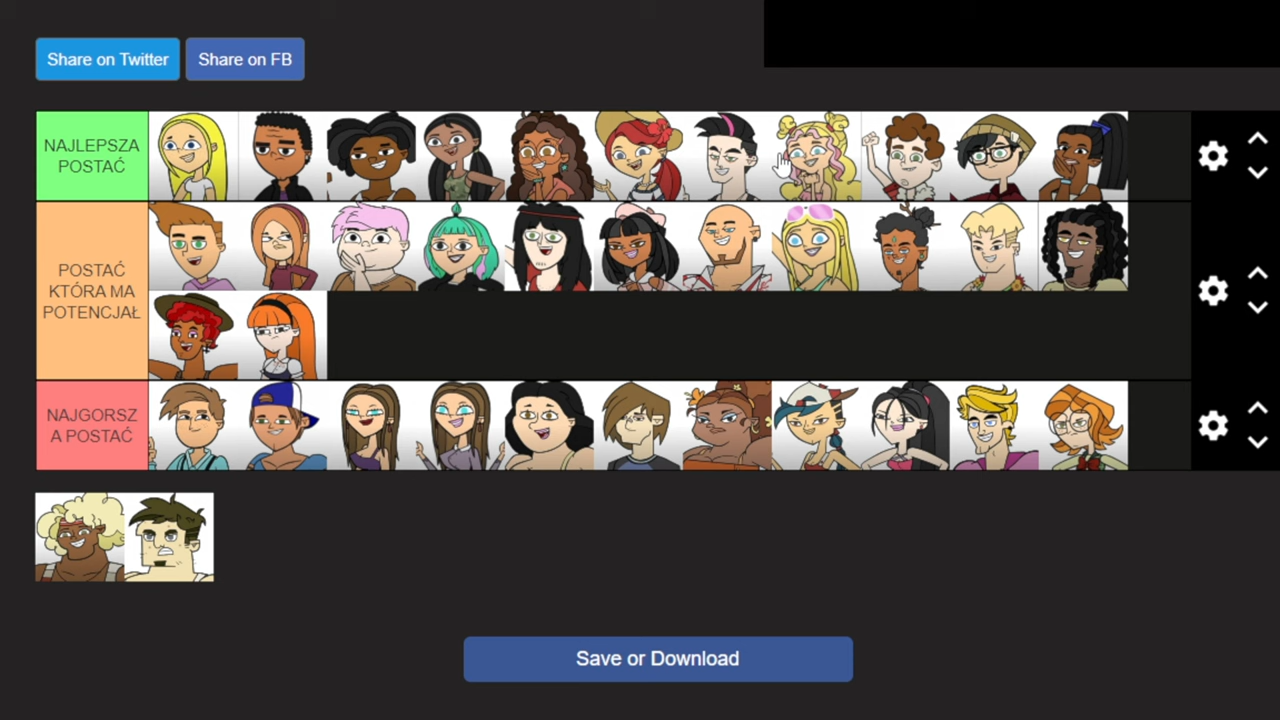 Share on Twitter
Share on FB
NAJLEPSZA
POSTAĆ
POSTAĆ
KTÓRA MA
POTENCJAŁ
NAJGORSZ
A POSTAĆ
Save or Download